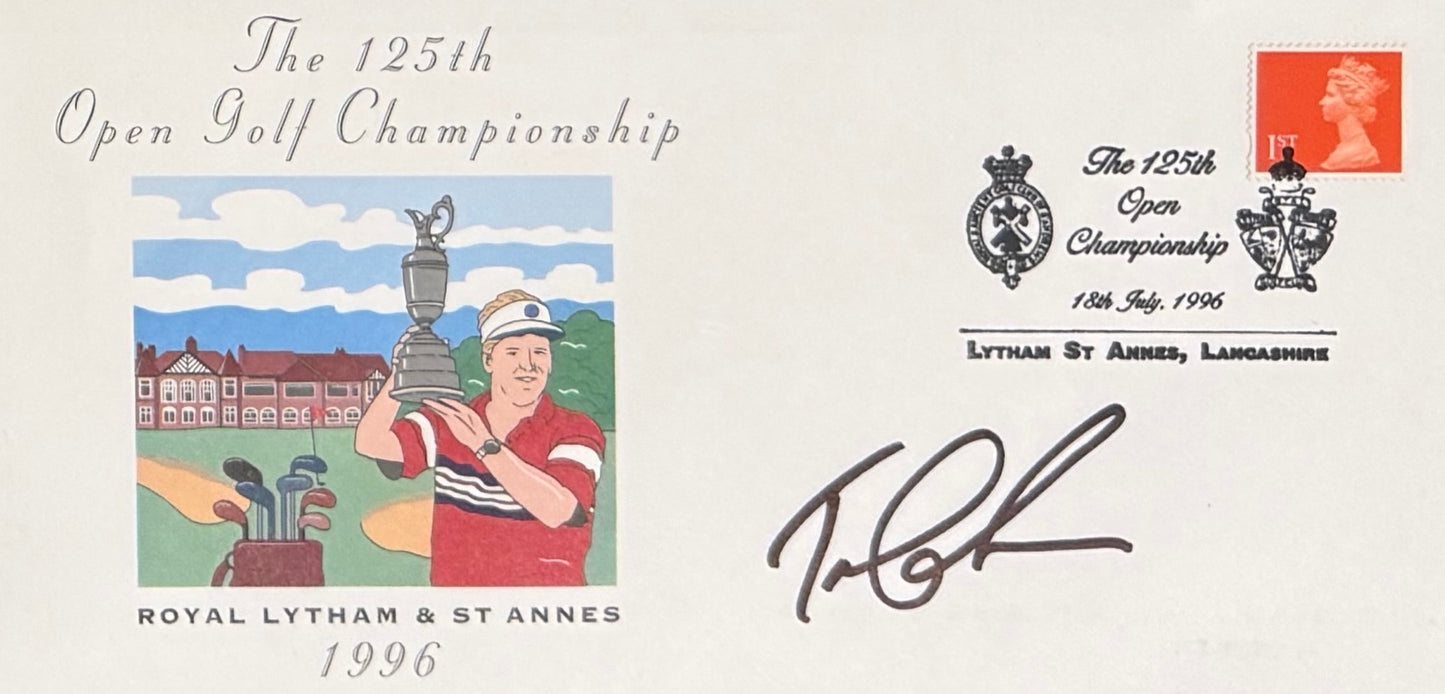 The 125th
Open Golf Championship
ROYAL LYTHAM & ST ANNES
1996
1ST
The 125th
Open
Championship
18th July, 1996
LYTHAM ST ANNES, LANCASHIRE